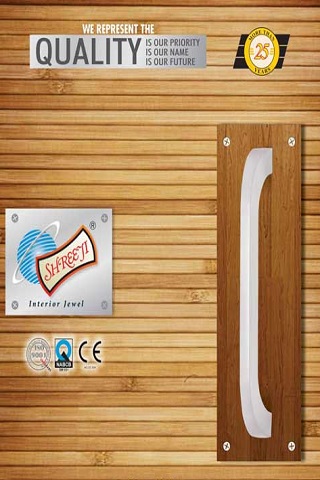 WE REPRESENT THE
QUALITY
IS OUR PRIORITY
IS OUR NAME
IS OUR FUTURE
MORE THAN
25
YEARS
SHREEJI
®
Interior Jewel
ISO
9001
NABCB
CE